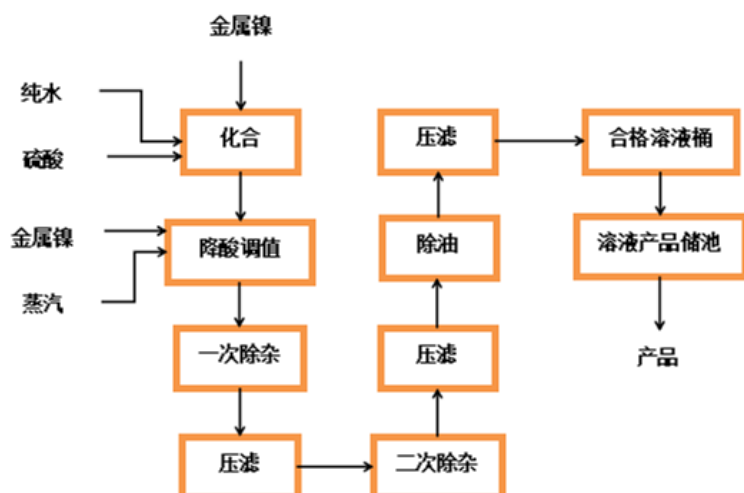 金属镍
纯水
硫酸
化合
金属镍
蒸汽
降酸调值
一次除杂
压滤
二次除杂
压滤
除油
压滤
合格溶液桶
溶液产品储池
产品